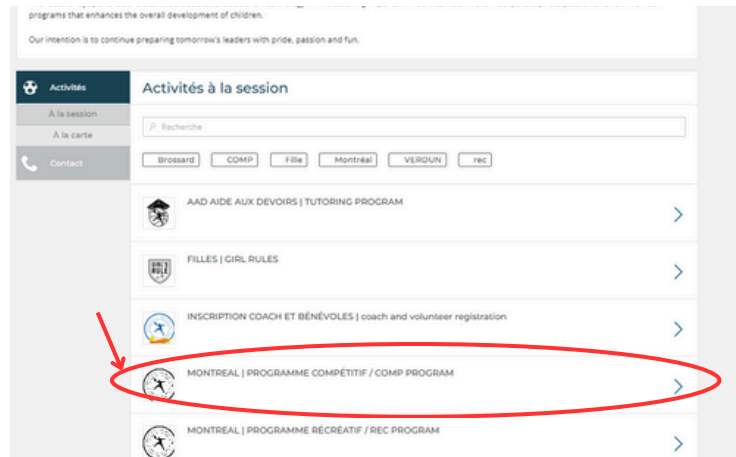 programs that enhances the overall development of children.
Our intention is to continue preparing tomorrow's leaders with pride, passion and fun.
Activités
À la session
À la carte
Contact
Activités à la session
Recherche
Brossard COMP Fille Montréal VERDUN rec
AAD AIDE AUX DEVOIRS | TUTORING PROGRAM
GIRLS RULE
FILLES | GIRL RULES
INSCRIPTION COACH ET BÉNÉVOLES | coach and volunteer registration
MONTREAL | PROGRAMME COMPÉTITIF / COMP PROGRAM
MONTREAL | PROGRAMME RÉCRÉATIF / REC PROGRAM